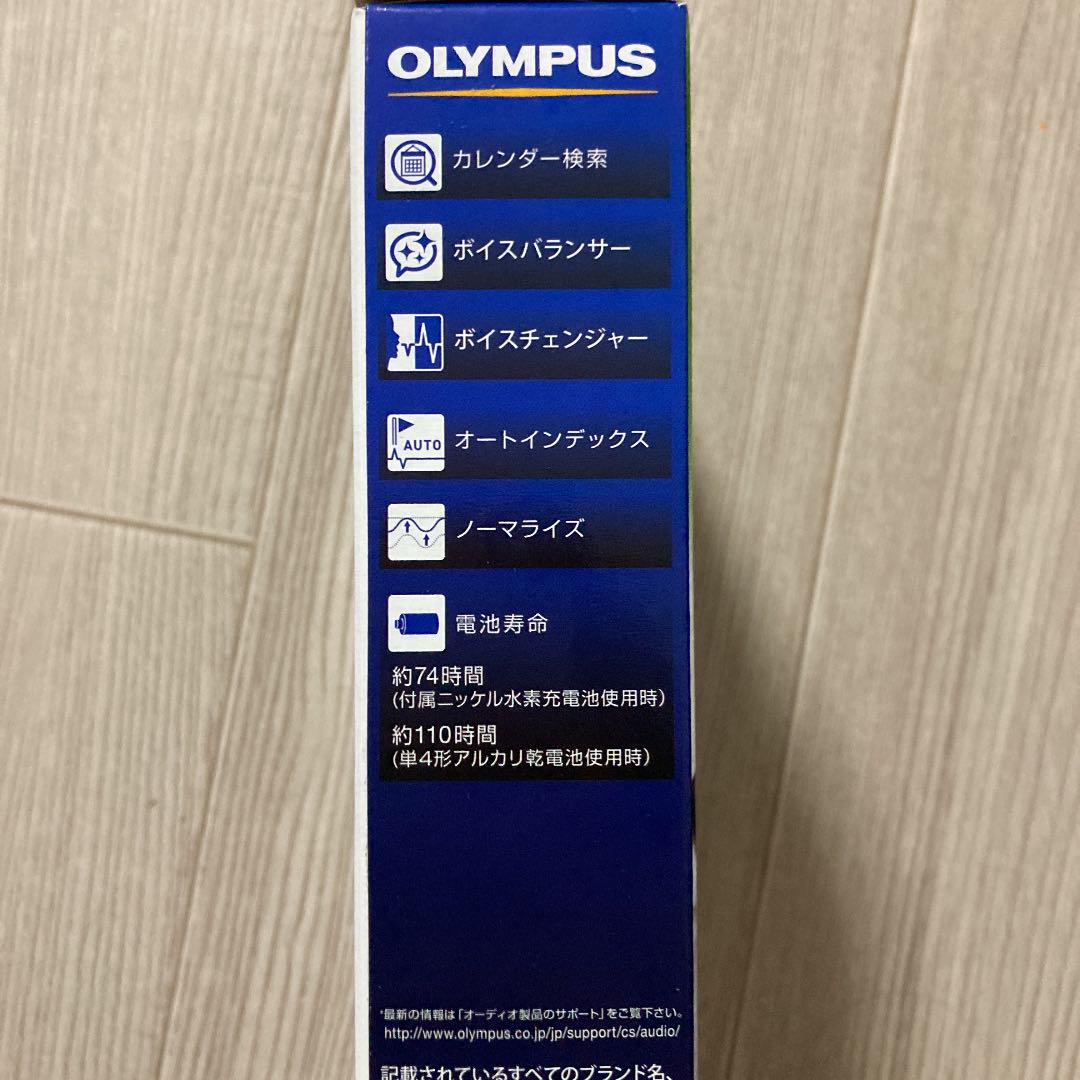 OLYMPUS
カレンダー検索
ボイスバランサー
ボイスチェンジャー
AUTO オートインデックス
ノーマライズ
電池寿命
約74時間
(付属ニッケル水素充電池使用時)
約110時間
(単4形アルカリ乾電池使用時)
*最新の情報は「オーディオ製品のサポート」をご覧下さい。
http://www.olympus.co.jp/jp/support/cs/audio/
記載されているすべてのブランド名、